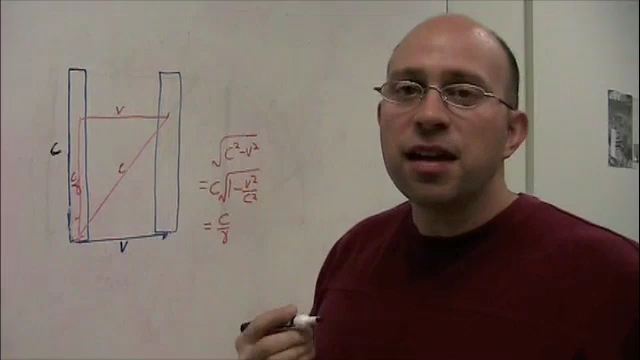 v
c
c
c/γ
v
√(c²-v²)
= c√(1-v²/c²)
= c/γ